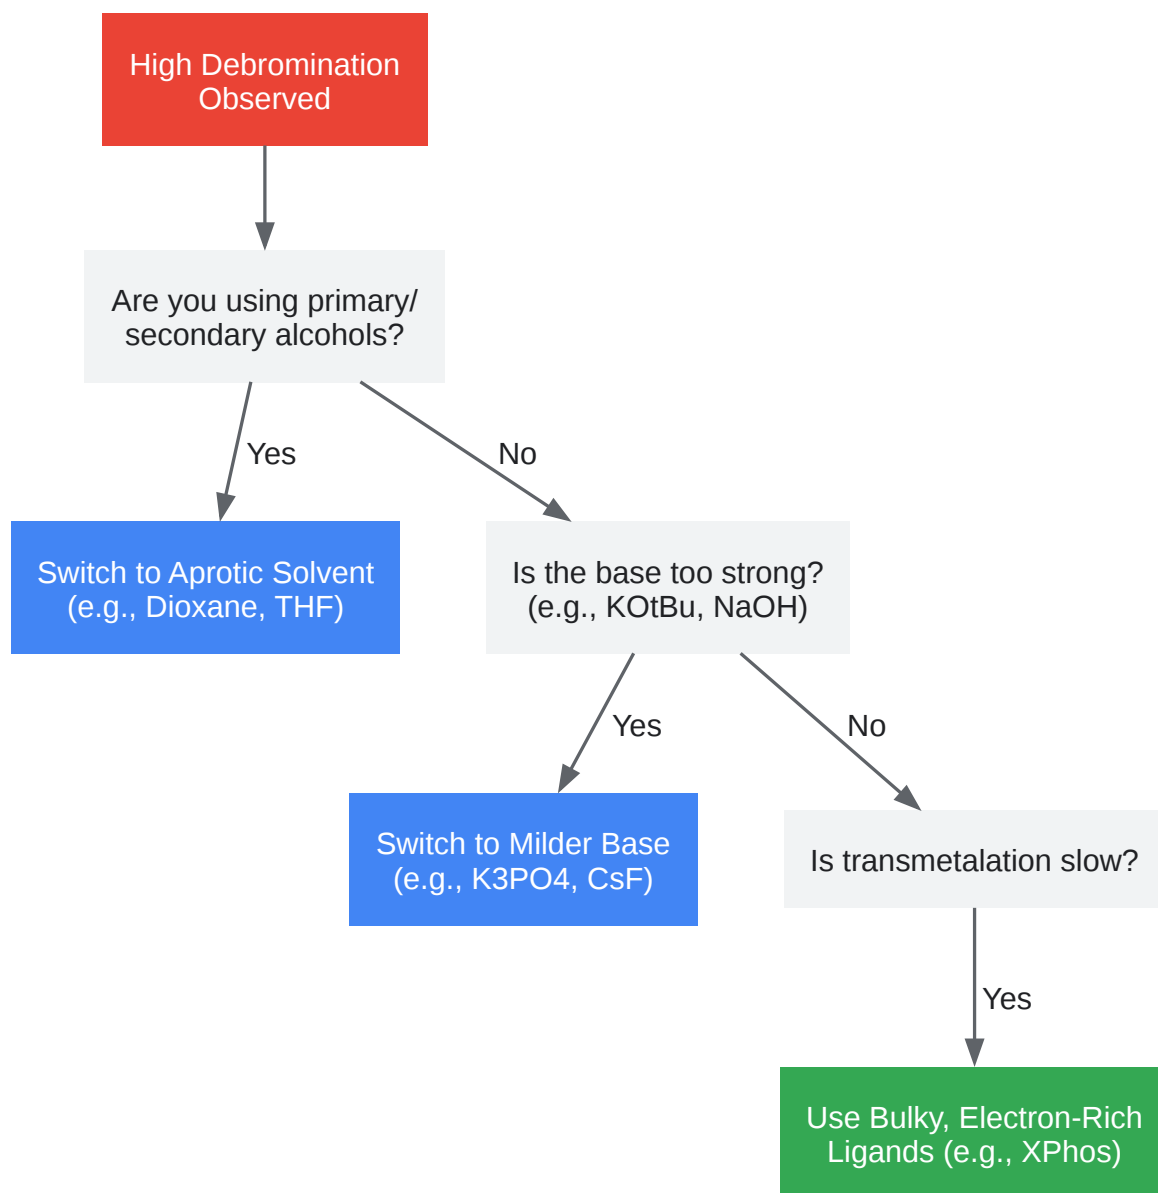 High Debromination
Observed
Are you using primary/
secondary alcohols?
Yes
No
Switch to Aprotic Solvent
(e.g., Dioxane, THF)
Is the base too strong?
(e.g., KOtBu, NaOH)
Yes
No
Switch to Milder Base
(e.g., K3PO4, CsF)
Is transmetalation slow?
Yes
Use Bulky, Electron-Rich
Ligands (e.g., XPhos)